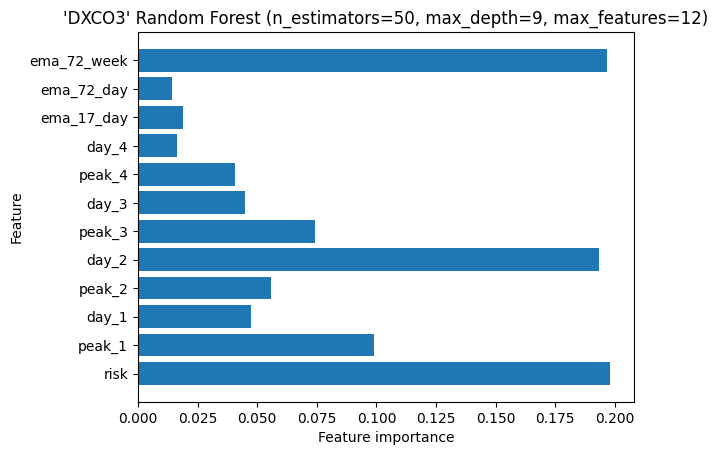 'DXCO3' Random Forest (n_estimators=50, max_depth=9, max_features=12)
ema_72_week
ema_72_day
ema_17_day
day_4
peak_4
day_3
peak_3
day_2
peak_2
day_1
peak_1
risk
Feature
0.000 0.025 0.050 0.075 0.100 0.125 0.150 0.175 0.200
Feature importance